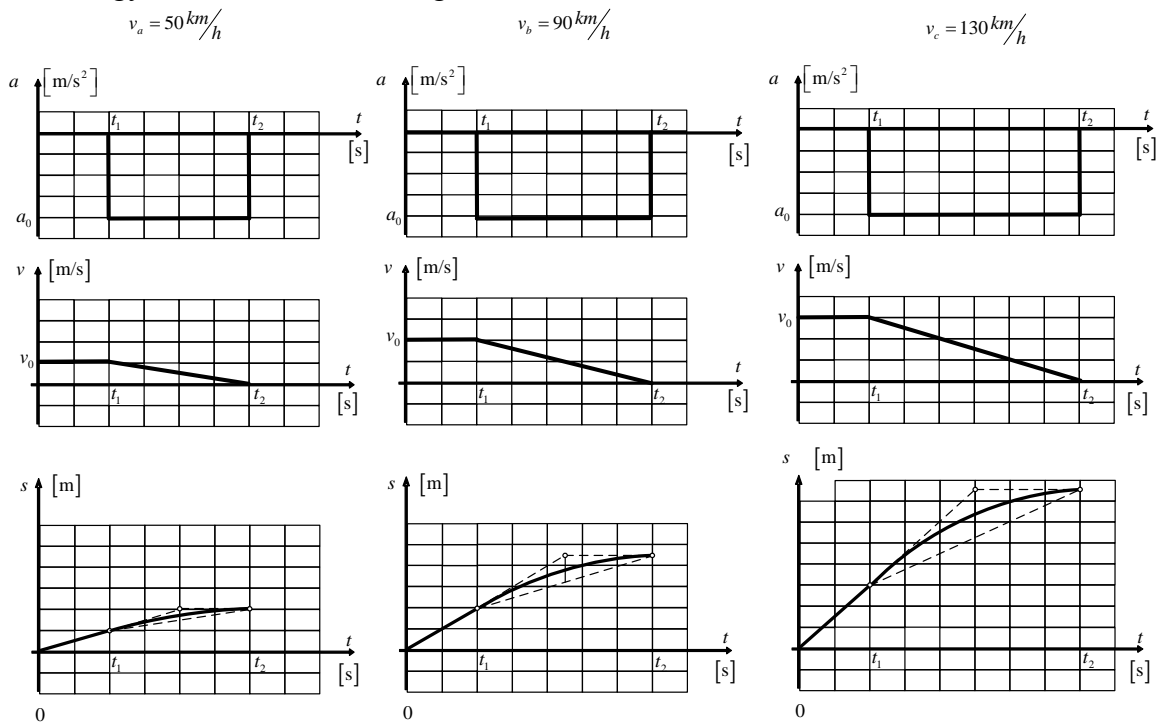 v_a = 50 km/h
v_b = 90 km/h
v_c = 130 km/h
a [m/s²]
t_1 t_2 t
[s]
a_0
a [m/s²]
t_1 t_2 t
[s]
a_0
a [m/s²]
t_1 t_2 t
[s]
a_0
v [m/s]
v_0
t
t_1 t_2 [s]
v [m/s]
v_0
t
t_1 t_2 [s]
v [m/s]
v_0
t
t_1 t_2 [s]
s [m]
t
t_1 t_2 [s]
0
s [m]
t
t_1 t_2 [s]
0
s [m]
t
t_1 t_2 [s]
0